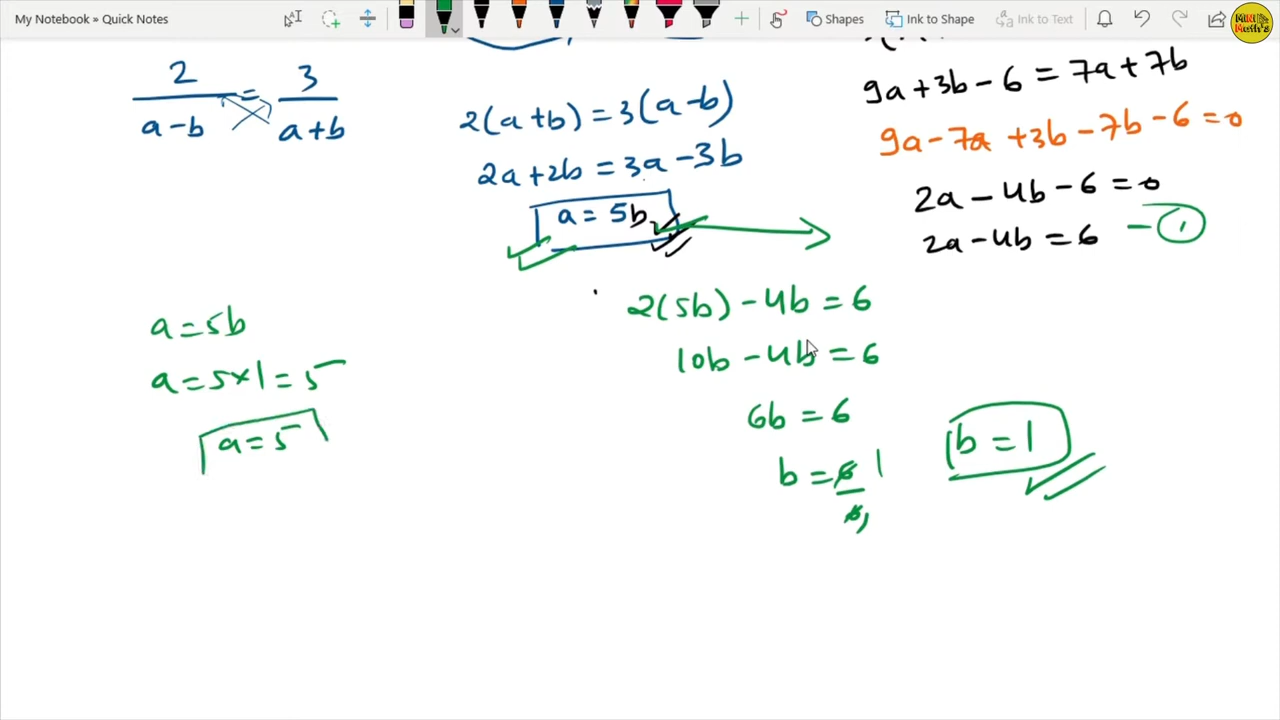 My Notebook » Quick Notes
Shapes
Ink to Shape
Ink to Text
2/(a-b) = 3/(a+b)
2(a+b) = 3(a-b)
2a+2b = 3a-3b
a = 5b
9a+3b-6 = 7a+7b
9a-7a+3b-7b-6=0
2a-4b-6=0
2a-4b=6 -①
2(5b)-4b=6
10b-4b=6
6b=6
b=6/6 1
b=1
a=5b
a=5×1=5
a=5